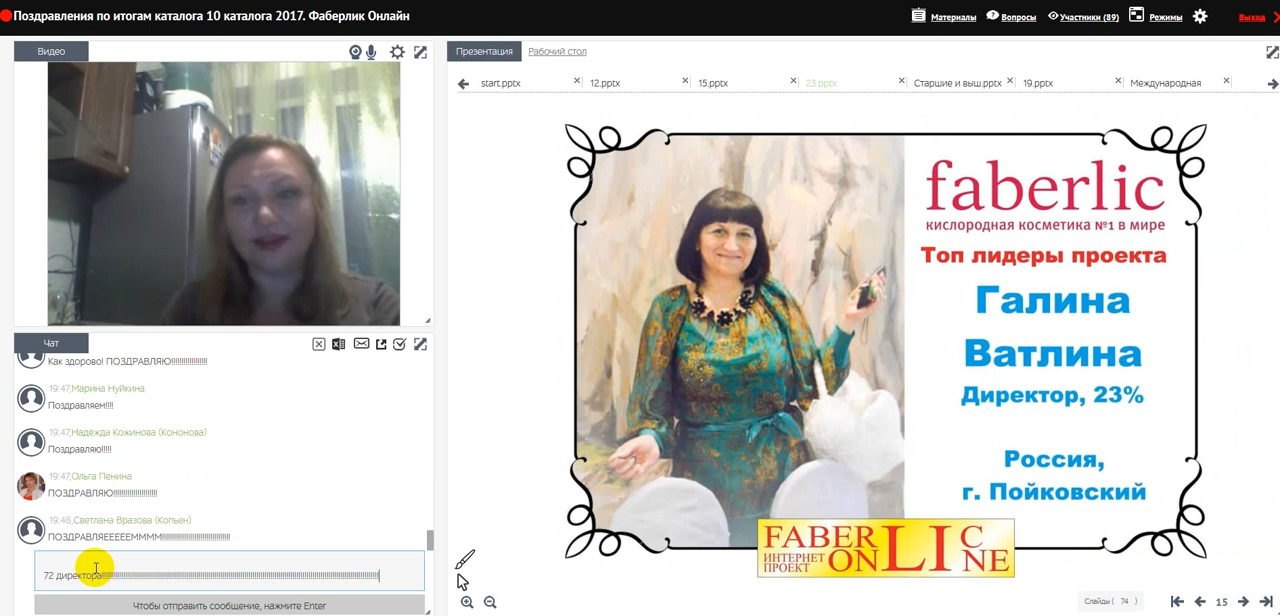 Поздравления по итогам каталога 10 каталога 2017. Фаберлик Онлайн
Материалы
Вопросы
Участники (89)
Режимы
Выход
Видео
Презентация
Рабочий стол
start.pptx
12.pptx
15.pptx
23.pptx
Старшие и выш.pptx
19.pptx
Международная
faberlic
кислородная косметика №1 в мире
Топ лидеры проекта
Галина
Ватлина
Директор, 23%
Россия,
г. Пойковский
FABERLIC
ИНТЕРНЕТ
ПРОЕКТ
ONLINE
Чат
Как здорово! ПОЗДРАВЛЯЮ!!!!!!!!!!!!!!!!!!
19:47,Марина Нуйкина
Поздравляем!!!!
19:47,Надежда Кожинова (Кононова)
Поздравляю!!!!!
19:47,Ольга Пенина
ПОЗДРАВЛЯЮ!!!!!!!!!!!!!!!!!!!!!!
19:48,Светлана Вразова (Копьен)
ПОЗДРАВЛЯЕЕЕЕЕММММ!!!!!!!!!!!!!!!!!!!!!!!!!!!!!!!!!!
72 директора!!!!!!!!!!!!!!!!!!!!!!!!!!!!!!!!!!!!!!!!!!!!!!!!!!!!!!!!!!!!!!!!!!!!!!!!!!!!!!!!!!!!!!!!!!!!!!!!!!!!
Чтобы отправить сообщение, нажмите Enter
Слайды ( 74 )
15